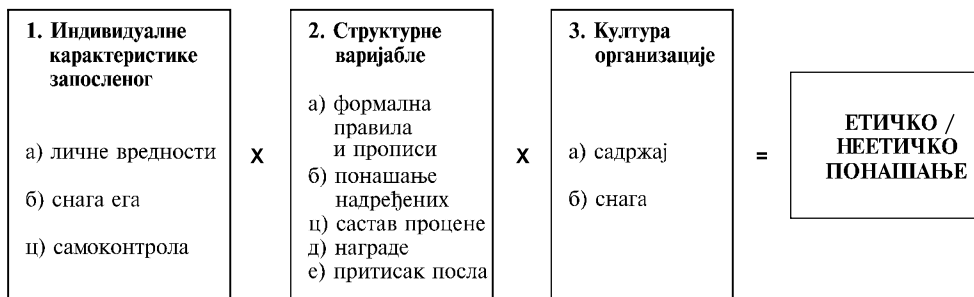 1. Индивидуалне
карактеристике
запосленог
а) личне вредности
б) снага ега
ц) самоконтрола
X
2. Структурне
варијабле
а) формална
правила
и прописи
б) понашање
надређених
ц) састав процене
д) награде
е) притисак посла
X
3. Култура
организације
а) садржај
б) снага
=
ЕТИЧКО /
НЕЕТИЧКО
ПОНАШАЊЕ